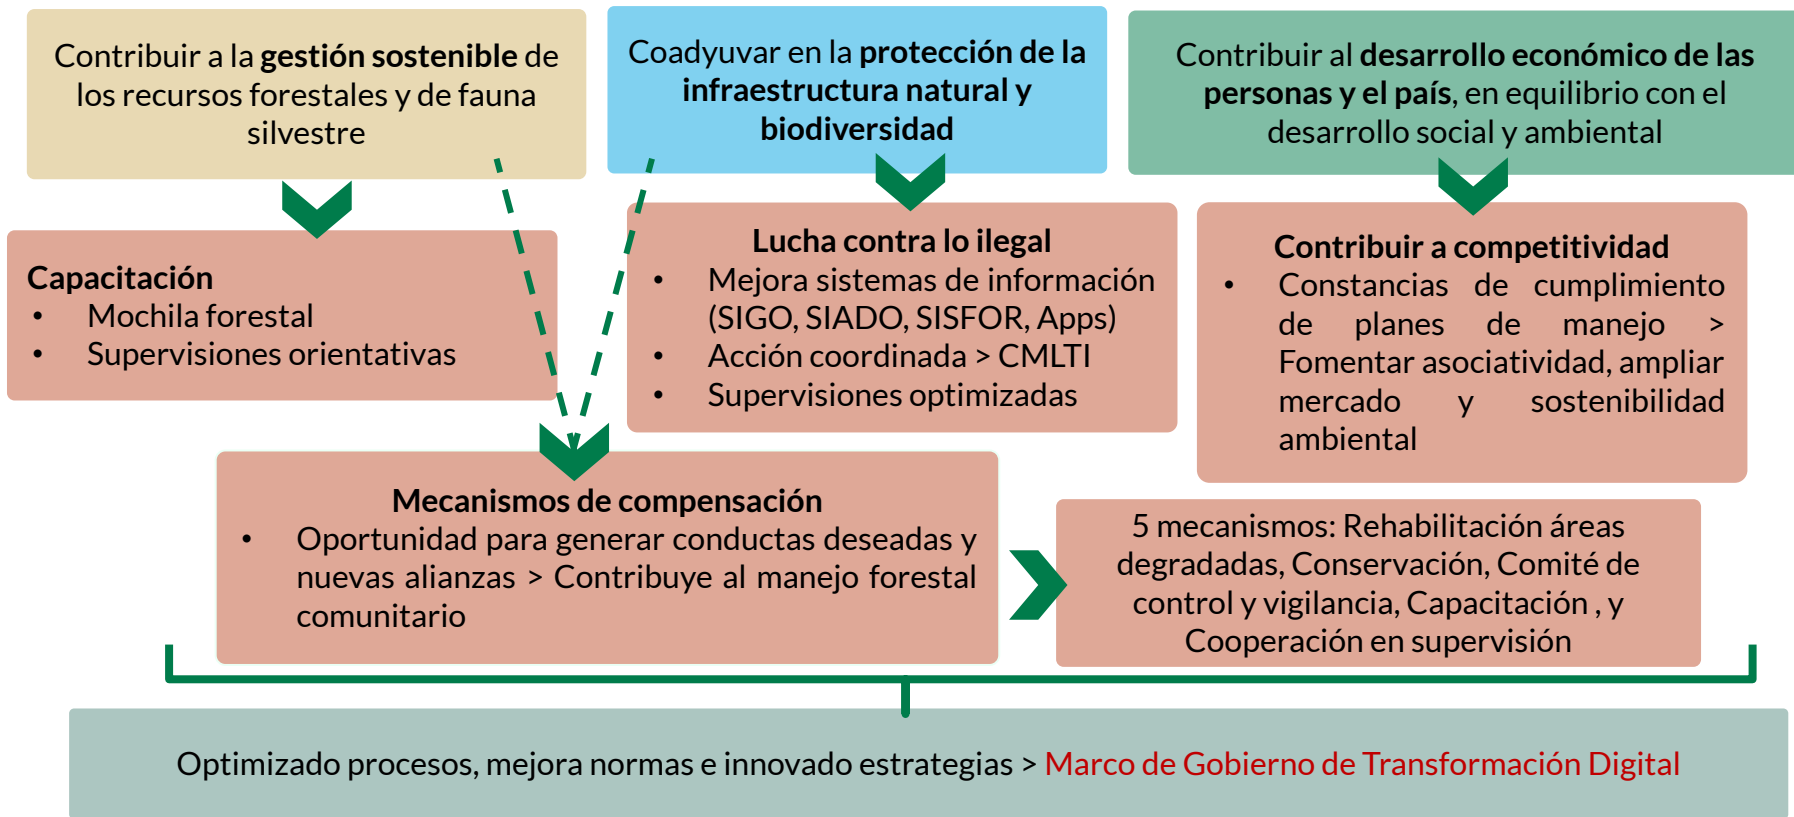 Contribuir a la gestión sostenible de
los recursos forestales y de fauna
silvestre
Coadyuvar en la protección de la
infraestructura natural y
biodiversidad
Contribuir al desarrollo económico de las
personas y el país, en equilibrio con el
desarrollo social y ambiental
Capacitación
• Mochila forestal
• Supervisiones orientativas
Lucha contra lo ilegal
• Mejora sistemas de información
(SIGO, SIADO, SISFOR, Apps)
• Acción coordinada > CMLTI
• Supervisiones optimizadas
Contribuir a competitividad
• Constancias de cumplimiento
de planes de manejo >
Fomentar asociatividad, ampliar
mercado y sostenibilidad
ambiental
Mecanismos de compensación
• Oportunidad para generar conductas deseadas y
nuevas alianzas > Contribuye al manejo forestal
comunitario
5 mecanismos: Rehabilitación áreas
degradadas, Conservación, Comité de
control y vigilancia, Capacitación , y
Cooperación en supervisión
Optimizado procesos, mejora normas e innovado estrategias > Marco de Gobierno de Transformación Digital